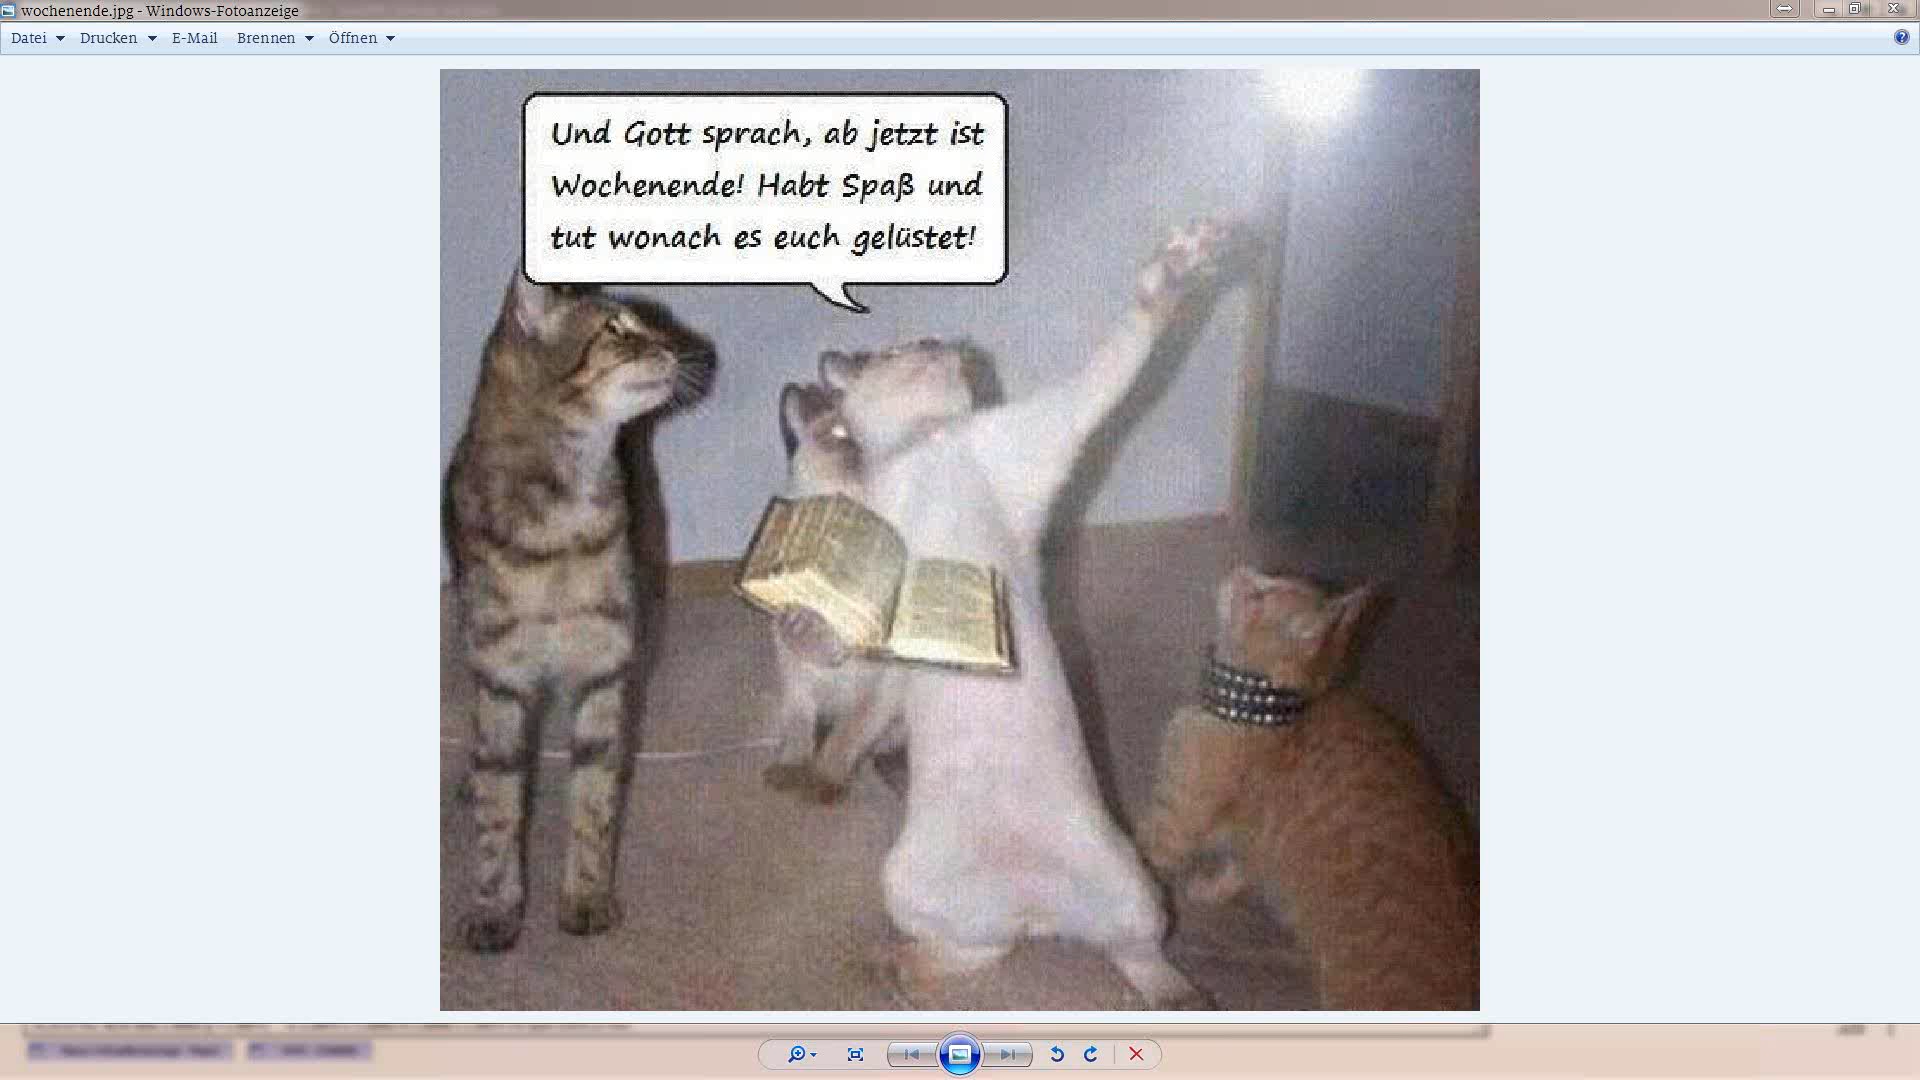 wochenende.jpg - Windows-Fotoanzeige
Datei Drucken E-Mail Brennen Öffnen
Und Gott sprach, ab jetzt ist
Wochenende! Habt Spaß und
tut wonach es euch gelüstet!